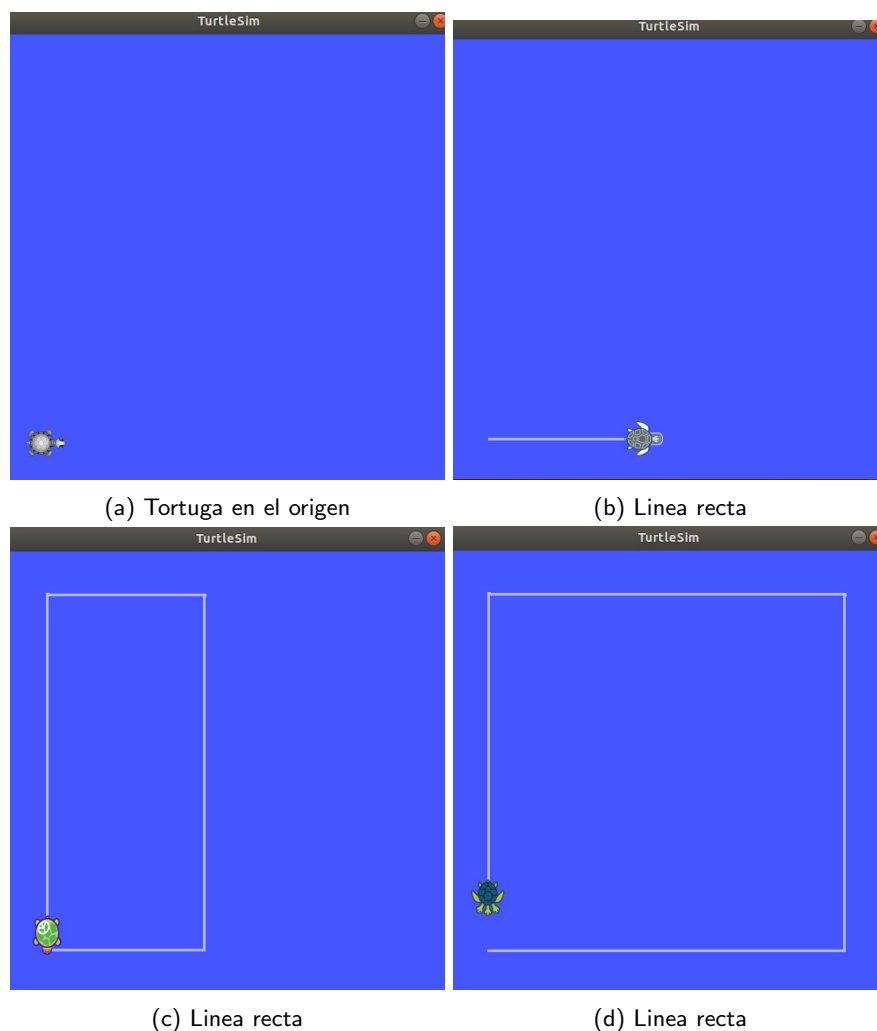 TurtleSim
TurtleSim
(a) Tortuga en el origen
(b) Linea recta
TurtleSim
TurtleSim
(c) Linea recta
(d) Linea recta